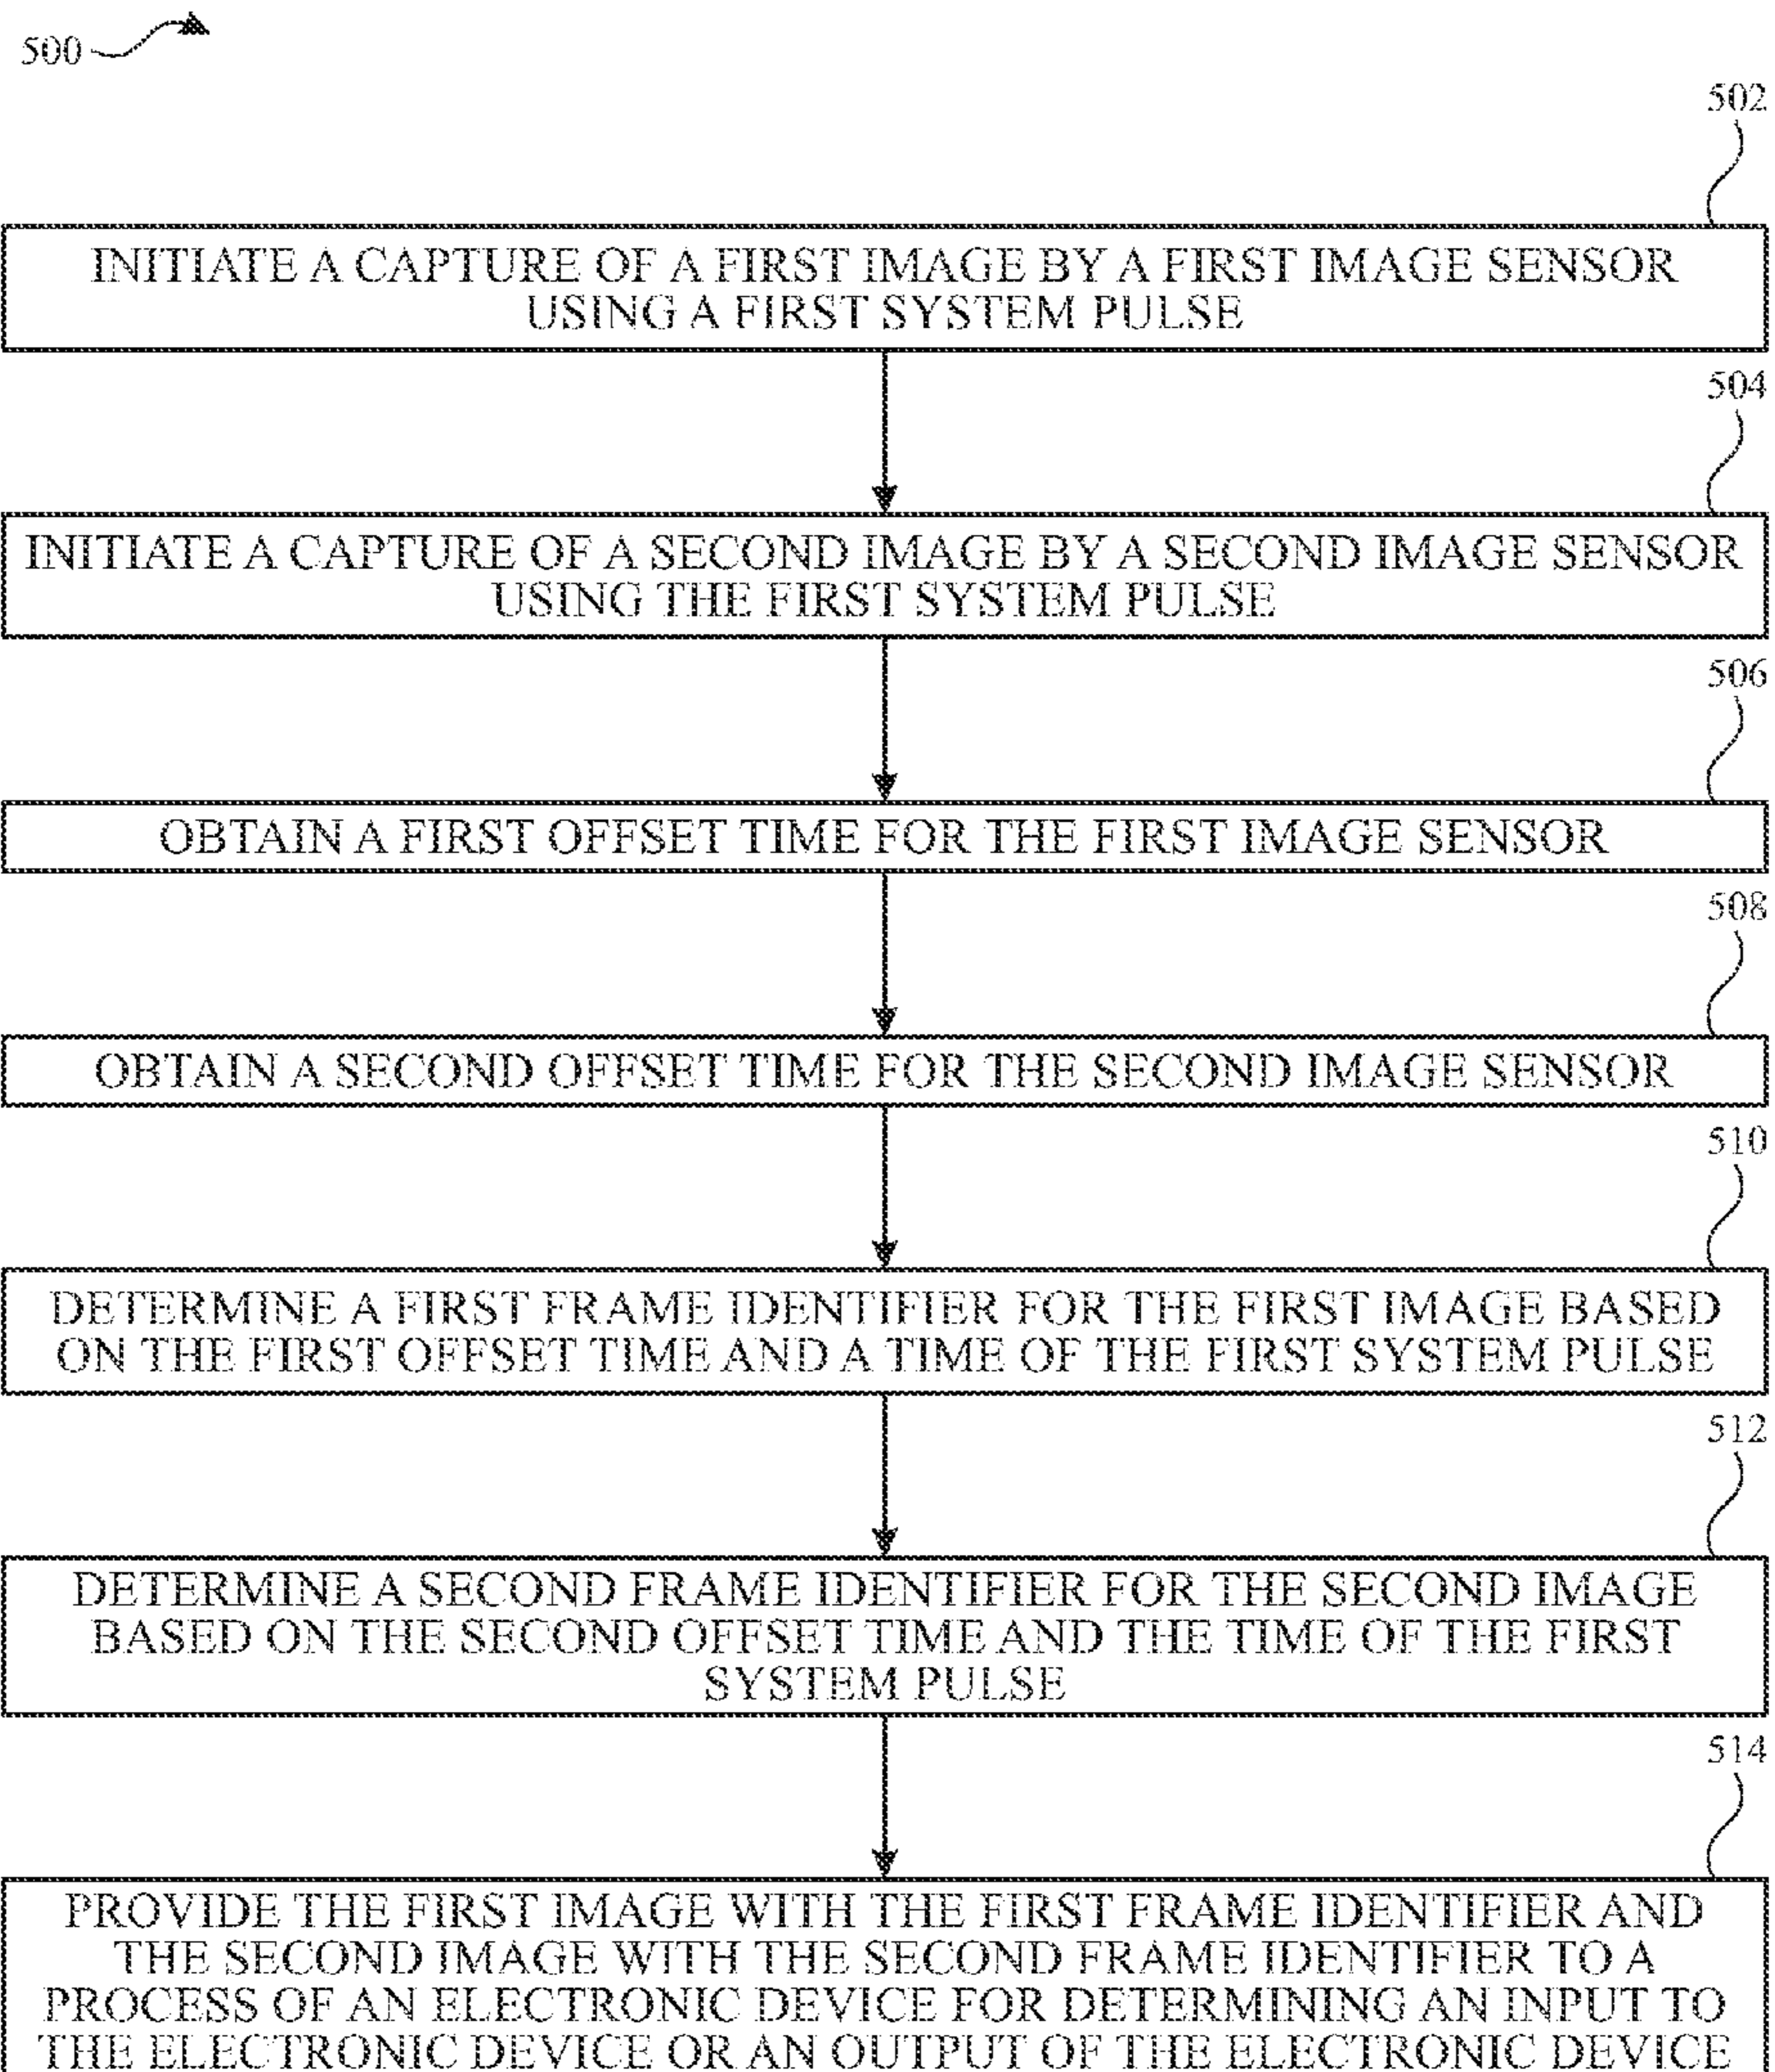 500
502
INITIATE A CAPTURE OF A FIRST IMAGE BY A FIRST IMAGE SENSOR
USING A FIRST SYSTEM PULSE
504
INITIATE A CAPTURE OF A SECOND IMAGE BY A SECOND IMAGE SENSOR
USING THE FIRST SYSTEM PULSE
506
OBTAIN A FIRST OFFSET TIME FOR THE FIRST IMAGE SENSOR
508
OBTAIN A SECOND OFFSET TIME FOR THE SECOND IMAGE SENSOR
510
DETERMINE A FIRST FRAME IDENTIFIER FOR THE FIRST IMAGE BASED
ON THE FIRST OFFSET TIME AND A TIME OF THE FIRST SYSTEM PULSE
512
DETERMINE A SECOND FRAME IDENTIFIER FOR THE SECOND IMAGE
BASED ON THE SECOND OFFSET TIME AND THE TIME OF THE FIRST
SYSTEM PULSE
514
PROVIDE THE FIRST IMAGE WITH THE FIRST FRAME IDENTIFIER AND
THE SECOND IMAGE WITH THE SECOND FRAME IDENTIFIER TO A
PROCESS OF AN ELECTRONIC DEVICE FOR DETERMINING AN INPUT TO
THE ELECTRONIC DEVICE OR AN OUTPUT OF THE ELECTRONIC DEVICE